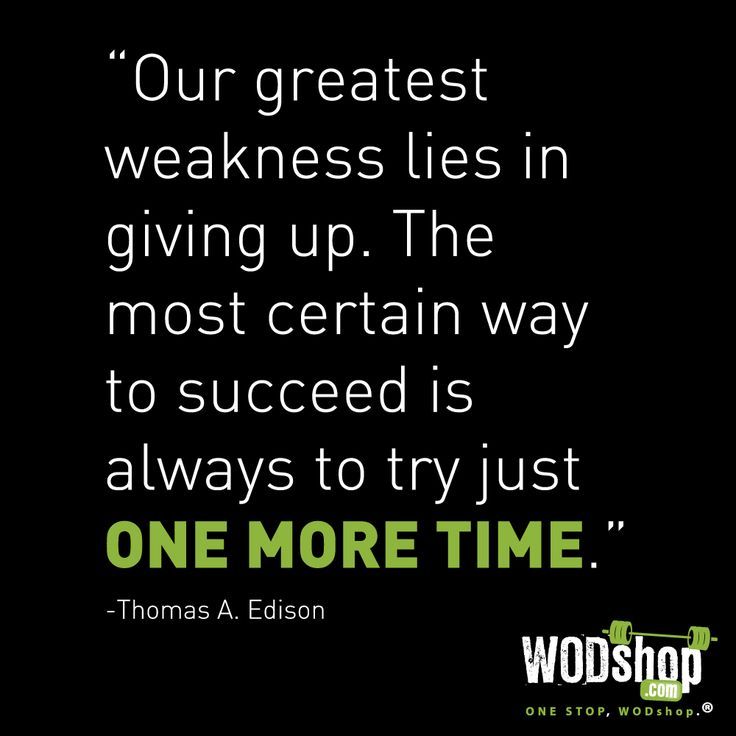 “Our greatest
weakness lies in
giving up. The
most certain way
to succeed is
always to try just
ONE MORE TIME.”
-Thomas A. Edison
WODshop
.com
ONE STOP, WODshop.®